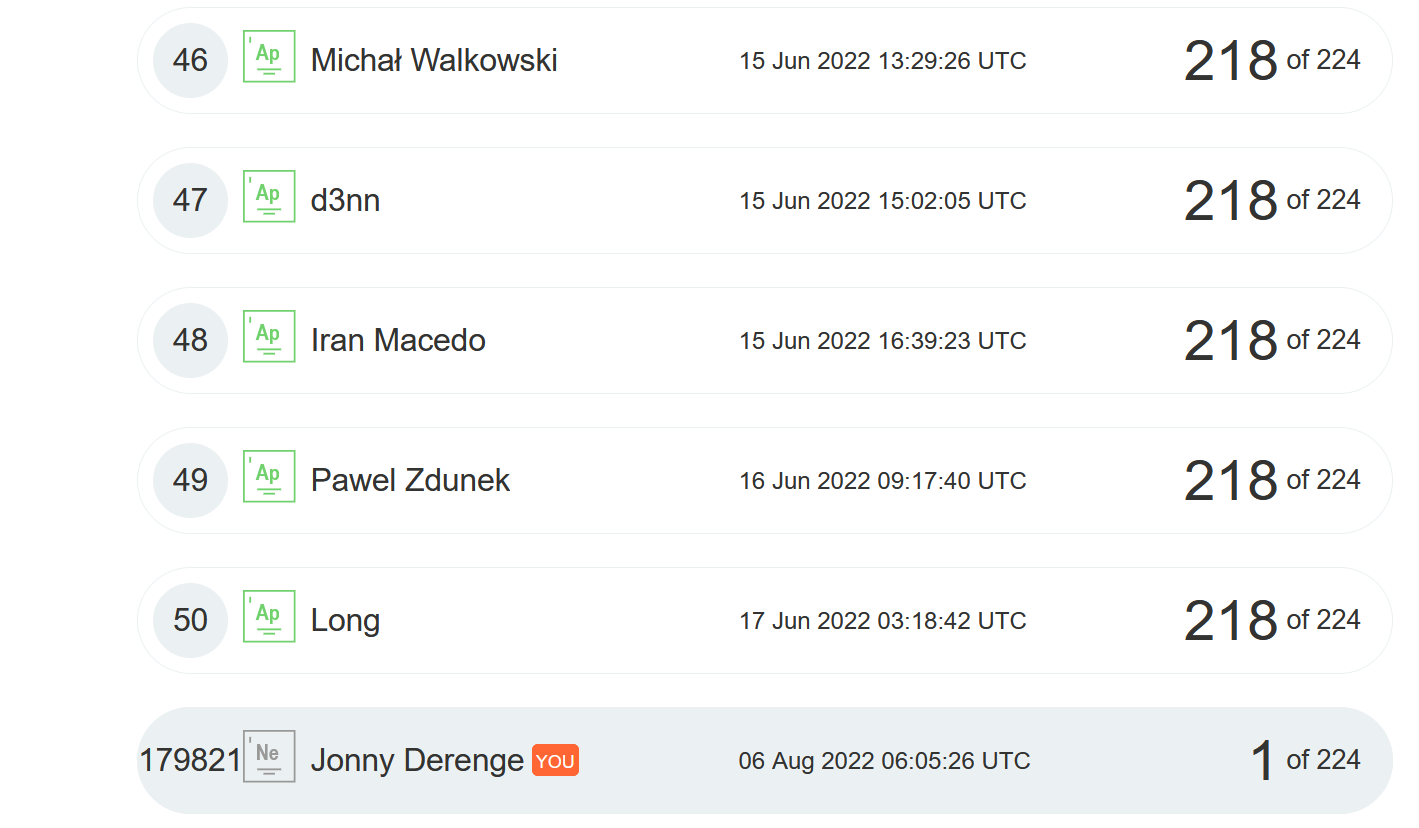 46 'Ap Michał Walkowski 15 Jun 2022 13:29:26 UTC 218 of 224
47 'Ap d3nn 15 Jun 2022 15:02:05 UTC 218 of 224
48 'Ap Iran Macedo 15 Jun 2022 16:39:23 UTC 218 of 224
49 'Ap Pawel Zdunek 16 Jun 2022 09:17:40 UTC 218 of 224
50 'Ap Long 17 Jun 2022 03:18:42 UTC 218 of 224
179821 'Ne Jonny Derenge YOU 06 Aug 2022 06:05:26 UTC 1 of 224